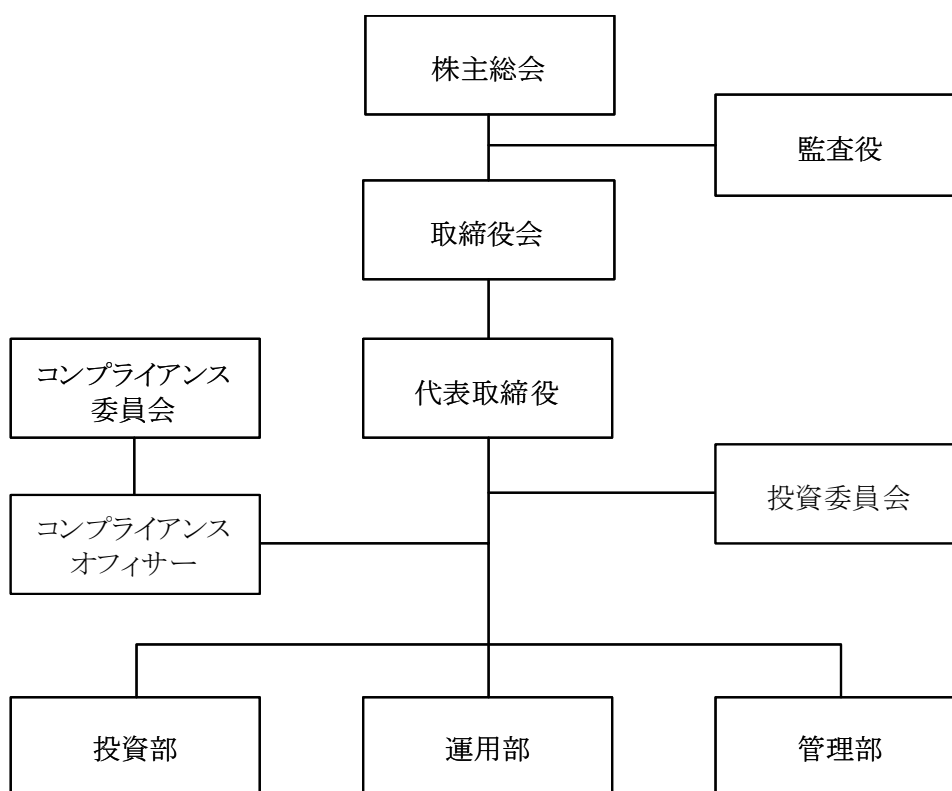 株主総会
監査役
取締役会
コンプライアンス
委員会
代表取締役
投資委員会
コンプライアンス
オフィサー
投資部
運用部
管理部